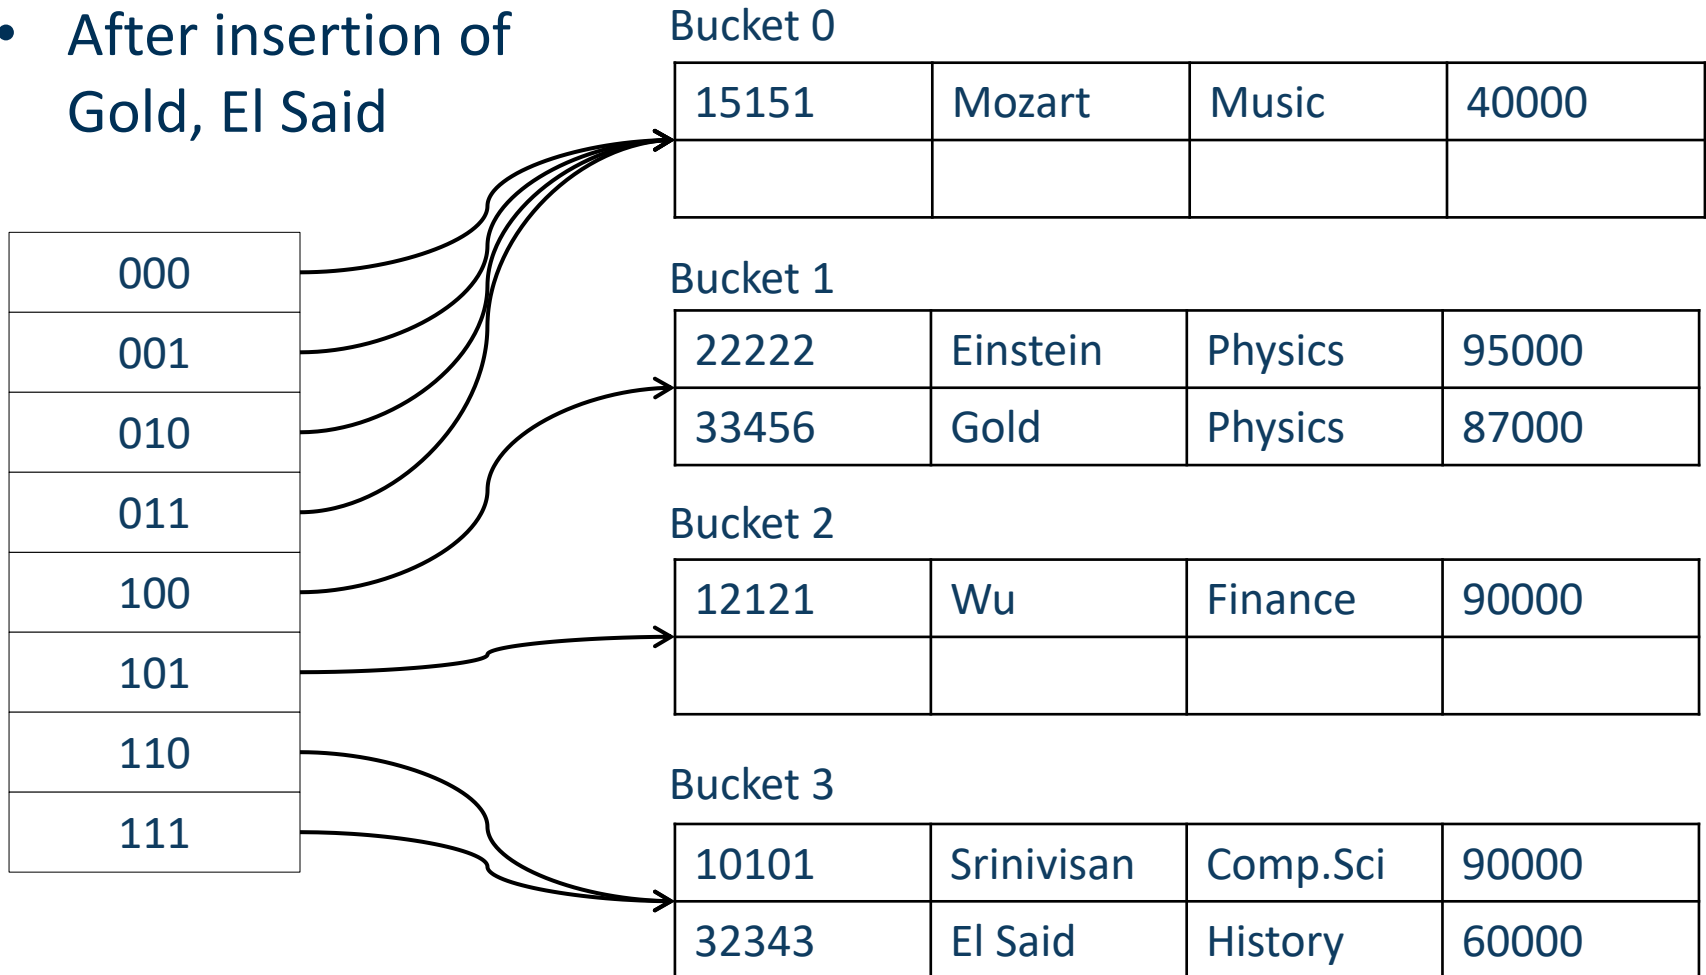 • After insertion of
Gold, El Said
000
001
010
011
100
101
110
111
Bucket 0
15151 Mozart Music 40000
Bucket 1
22222 Einstein Physics 95000
33456 Gold Physics 87000
Bucket 2
12121 Wu Finance 90000
Bucket 3
10101 Srinivisan Comp.Sci 90000
32343 El Said History 60000